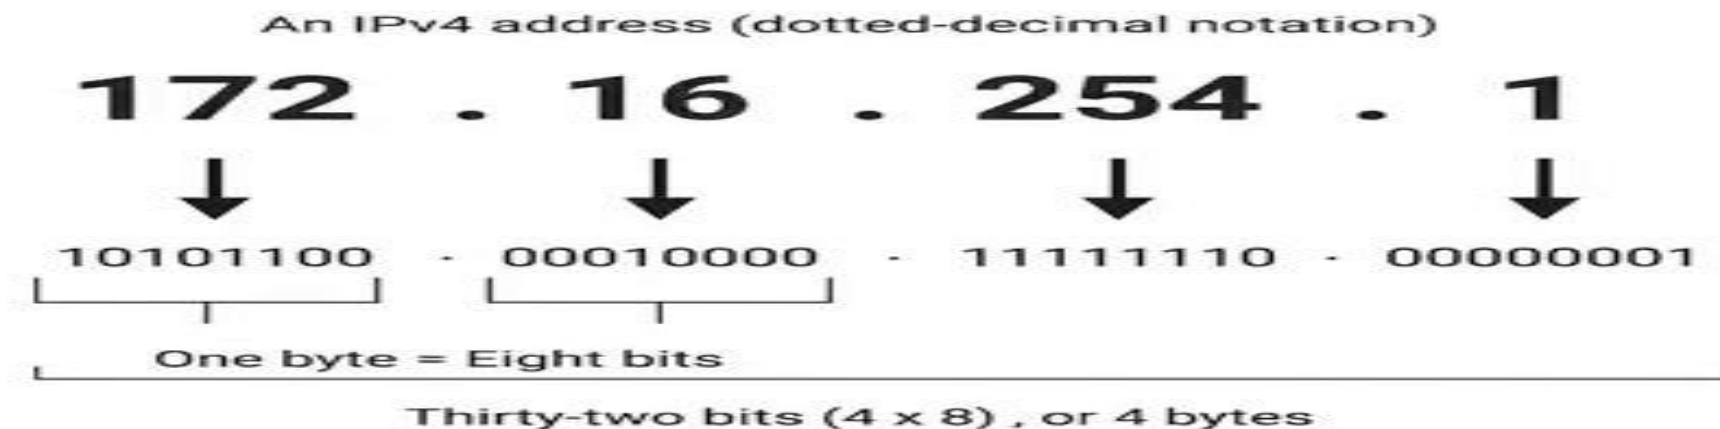 An IPv4 address (dotted-decimal notation)
172 . 16 . 254 . 1
10101100 . 00010000 . 11111110 . 00000001
One byte = Eight bits
Thirty-two bits (4 x 8) , or 4 bytes